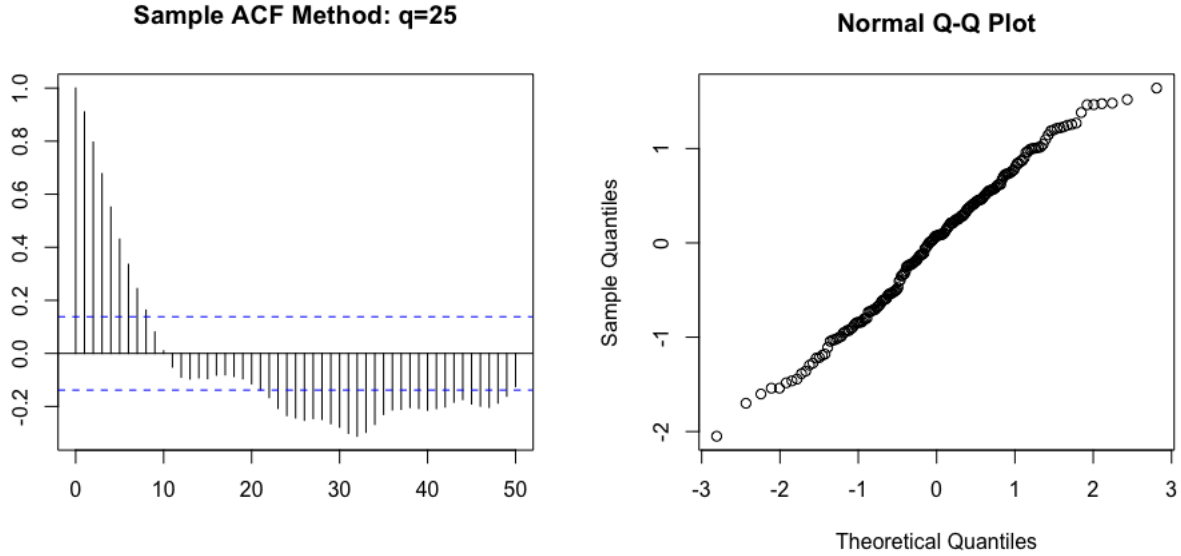 Sample ACF Method: q=25
1.0
0.8
0.6
0.4
0.2
0.0
-0.2
0 10 20 30 40 50
Normal Q-Q Plot
Sample Quantiles
1
0
-1
-2
-3 -2 -1 0 1 2 3
Theoretical Quantiles